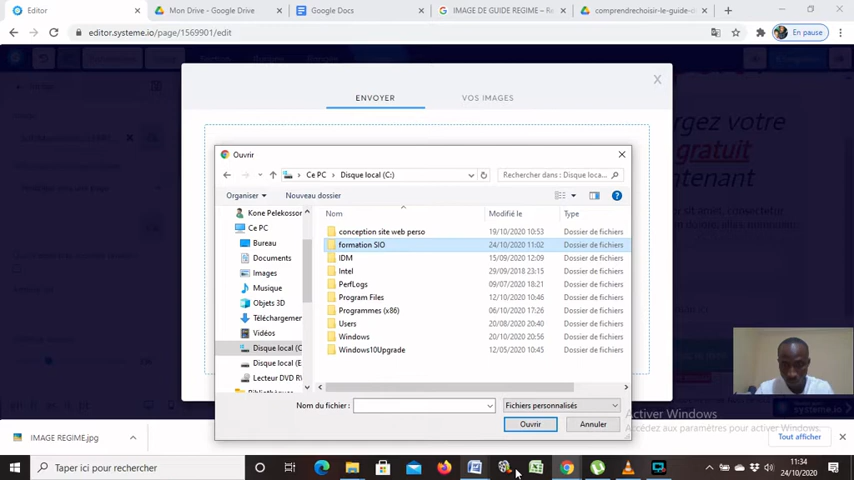 Editor
Mon Drive - Google Drive
Google Docs
IMAGE DE GUIDE REGIME – Re
comprendrechoisir-le-guide-o
editor.systeme.io/page/1569901/edit
En pause
ENVOYER
VOS IMAGES
rgez votre
gratuit
ntenant
Ouvrir
Ce PC
Disque local (C:)
Rechercher dans : Disque loca...
Organiser
Nouveau dossier
Nom
Modifié le
Type
Kone Pelekosson
Ce PC
Bureau
Documents
Images
Musique
Objets 3D
Téléchargemen
Vidéos
Disque local (C
Disque local (E
Lecteur DVD RW
Bibliothèques
conception site web perso
19/10/2020 10:53
Dossier de fichiers
formation SIO
24/10/2020 11:02
Dossier de fichiers
IDM
15/09/2020 12:09
Dossier de fichiers
Intel
29/09/2018 23:15
Dossier de fichiers
PerfLogs
09/07/2020 18:21
Dossier de fichiers
Program Files
12/10/2020 10:46
Dossier de fichiers
Programmes (x86)
06/10/2020 17:26
Dossier de fichiers
Users
20/08/2020 20:40
Dossier de fichiers
Windows
20/10/2020 20:56
Dossier de fichiers
Windows10Upgrade
12/05/2020 10:45
Dossier de fichiers
Nom du fichier :
Fichiers personnalisés
Ouvrir
Annuler
Activer Windows
Accédez aux paramètres pour activer Windows.
systeme.io
IMAGE REGIME.jpg
Tout afficher
Taper ici pour rechercher
11:34
24/10/2020